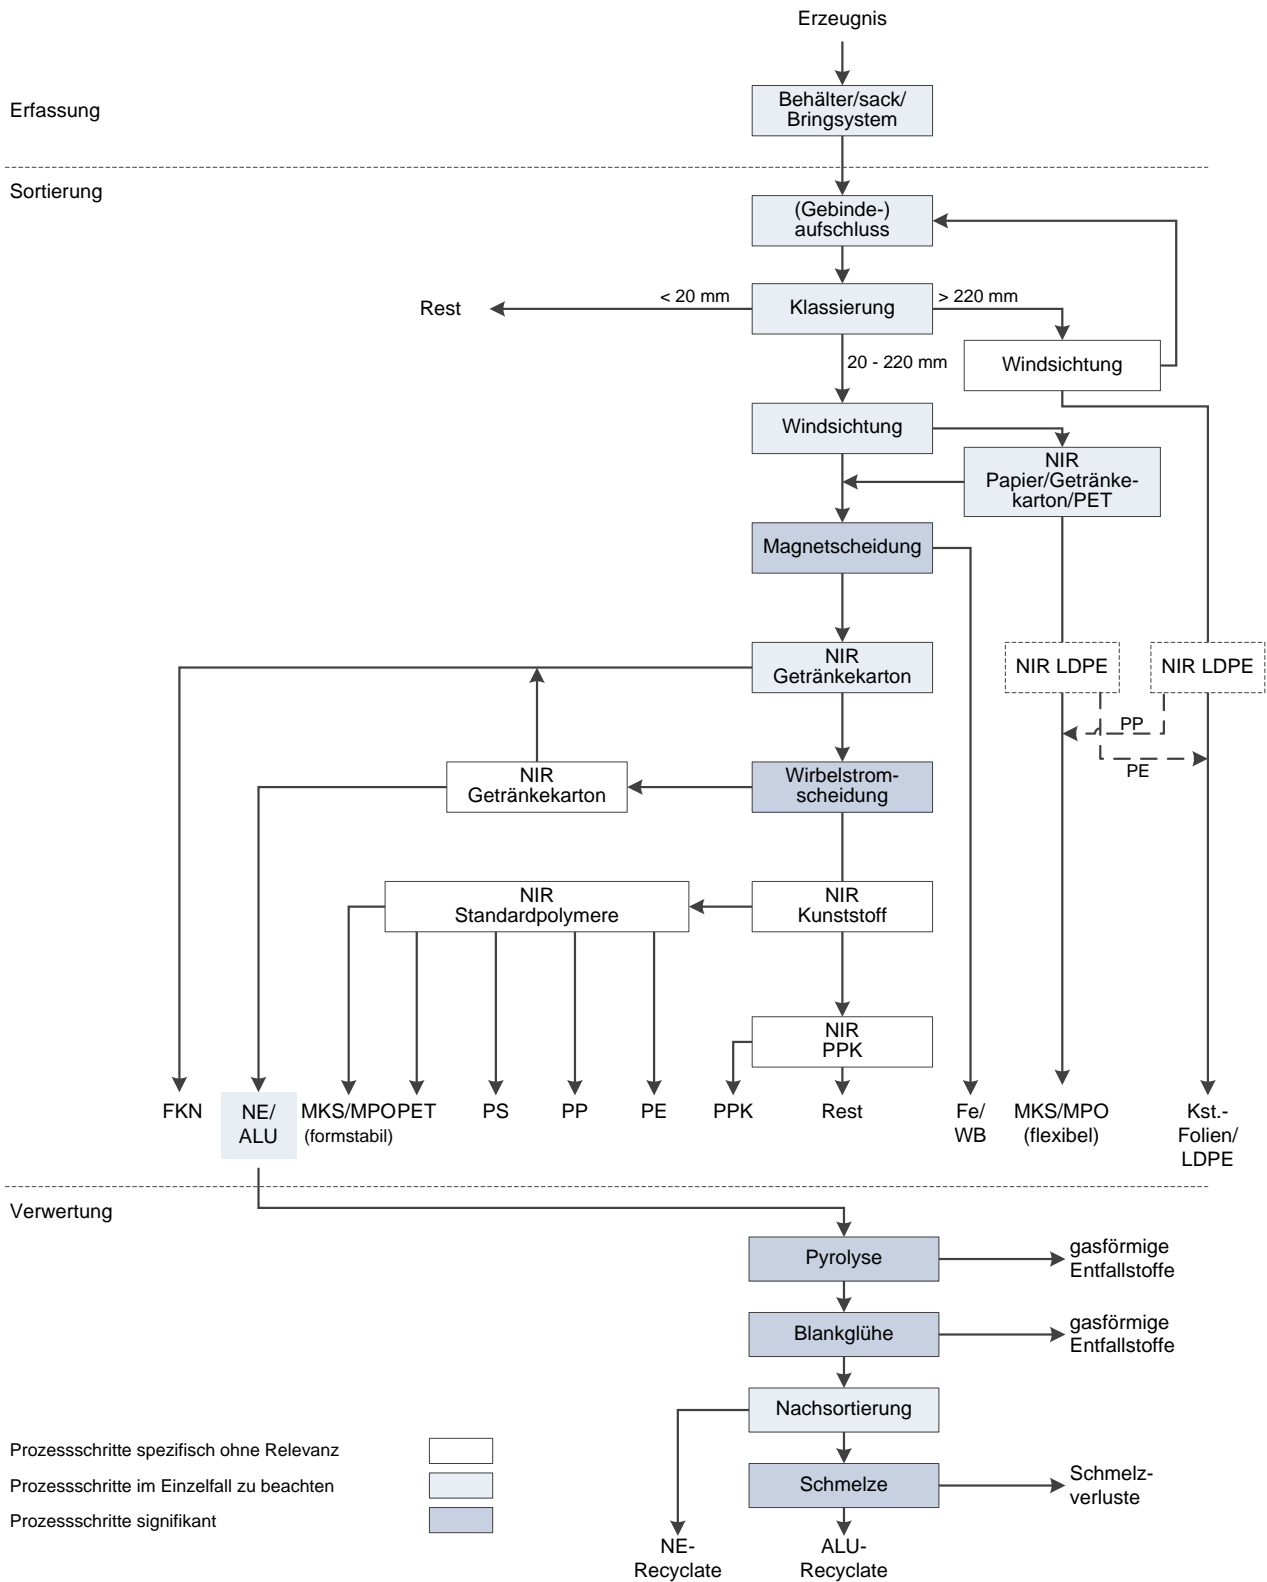 Erzeugnis
Erfassung
Behälter/sack/
Bringsystem
Sortierung
(Gebinde-)
aufschluss
Rest
< 20 mm
Klassierung
> 220 mm
20 - 220 mm
Windsichtung
Windsichtung
NIR
Papier/Getränke-
karton/PET
Magnetscheidung
NIR
Getränkekarton
NIR LDPE
NIR LDPE
PP
PE
NIR
Getränkekarton
Wirbelstrom-
scheidung
NIR
Standardpolymere
NIR
Kunststoff
NIR
PPK
FKN
NE/
ALU
MKS/MPO
(formstabil)
PET
PS
PP
PE
PPK
Rest
Fe/
WB
MKS/MPO
(flexibel)
Kst.-
Folien/
LDPE
Verwertung
Pyrolyse
gasförmige
Entfallstoffe
Blankglühe
gasförmige
Entfallstoffe
Nachsortierung
Schmelze
Schmelz-
verluste
NE-
Recyclate
ALU-
Recyclate
Prozessschritte spezifisch ohne Relevanz
Prozessschritte im Einzelfall zu beachten
Prozessschritte signifikant